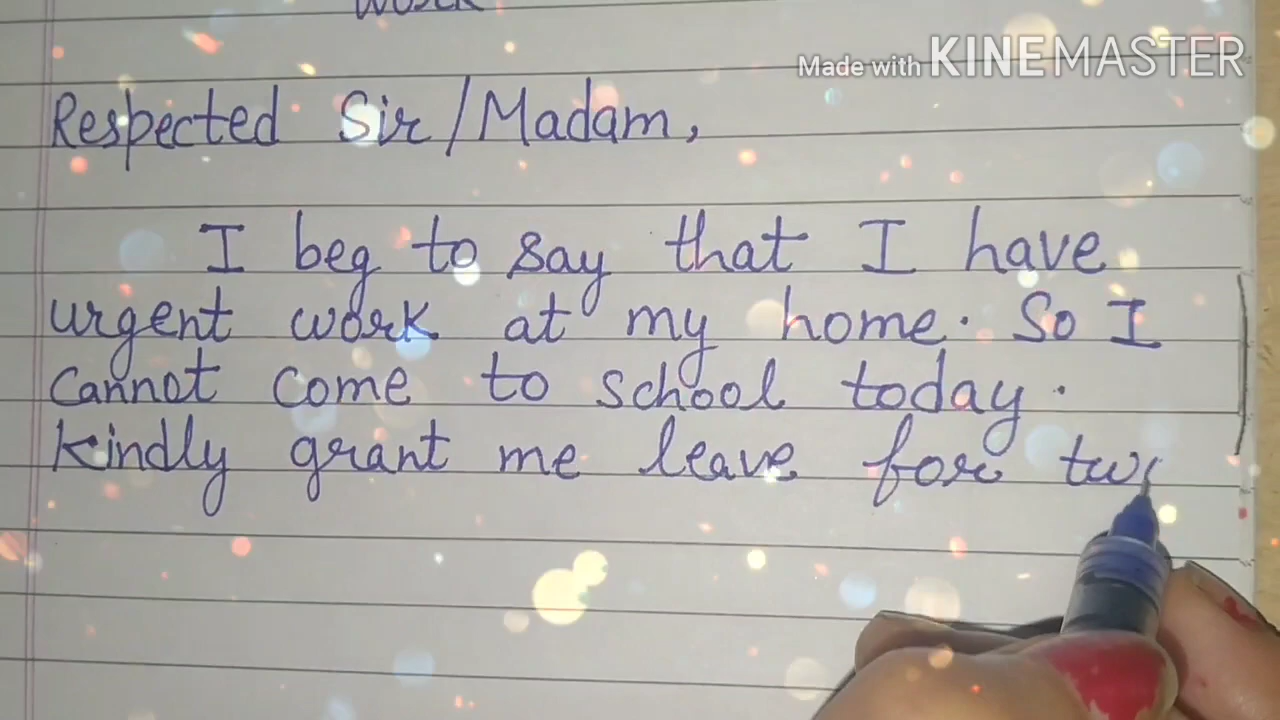 Made with KINEMASTER
Respected Sir/Madam,
I beg to say that I have
urgent work at my home. So I
cannot come to school today.
Kindly grant me leave for